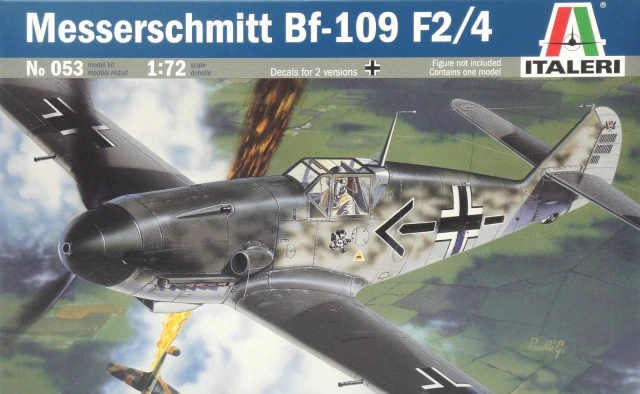 Messerschmitt Bf-109 F2/4
ITALERI
No 053 model kit
modèle réduit
1:72 scale
échelle
Decals for 2 versions
Figure not included
Contains one model